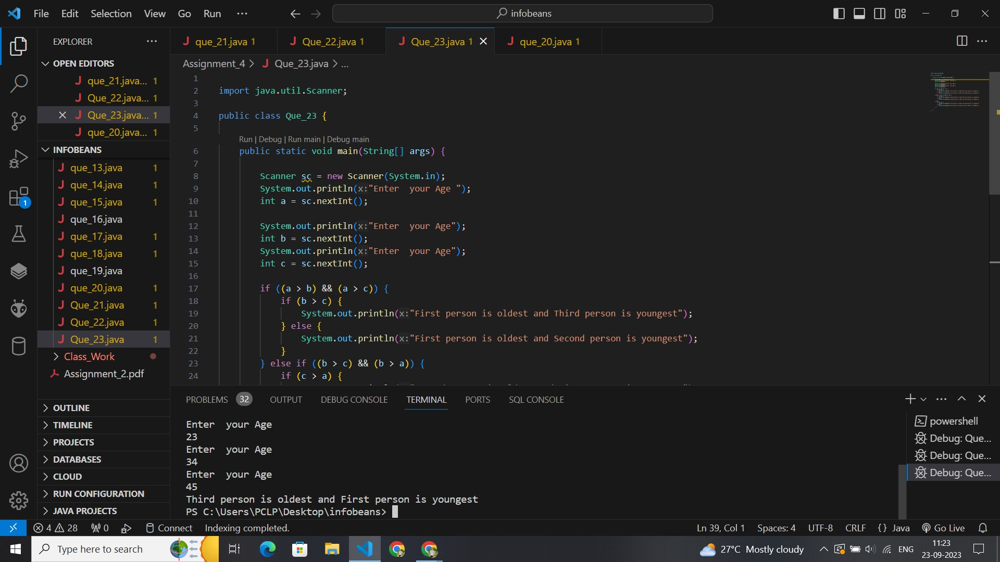 File Edit Selection View Go Run ···
infobeans
EXPLORER
OPEN EDITORS
que_21.java... 1
Que_22.java... 1
Que_23.java... 1
que_20.java... 1
INFOBEANS
que_13.java 1
que_14.java 1
que_15.java 1
que_16.java
que_17.java 1
que_18.java 1
que_19.java
que_20.java 1
Que_21.java 1
Que_22.java 1
Que_23.java 1
Class_Work
Assignment_2.pdf
OUTLINE
TIMELINE
PROJECTS
DATABASES
CLOUD
RUN CONFIGURATION
JAVA PROJECTS
1
que_21.java 1 Que_22.java 1 Que_23.java 1 que_20.java 1
Assignment_4 > Que_23.java > ...
1
2 import java.util.Scanner;
3
4 public class Que_23 {
5
Run | Debug | Run main | Debug main
6 public static void main(String[] args) {
7
8 Scanner sc = new Scanner(System.in);
9 System.out.println(x:"Enter  your Age ");
10 int a = sc.nextInt();
11
12 System.out.println(x:"Enter  your Age");
13 int b = sc.nextInt();
14 System.out.println(x:"Enter  your Age");
15 int c = sc.nextInt();
16
17 if ((a > b) && (a > c)) {
18 if (b > c) {
19 System.out.println(x:"First person is oldest and Third person is youngest");
20 } else {
21 System.out.println(x:"First person is oldest and Second person is youngest");
22 }
23 } else if ((b > c) && (b > a)) {
24 if (c > a) {
PROBLEMS 32 OUTPUT DEBUG CONSOLE TERMINAL PORTS SQL CONSOLE
Enter  your Age
23
Enter  your Age
34
Enter  your Age
45
Third person is oldest and First person is youngest
PS C:\Users\PCLP\Desktop\infobeans>
powershell
Debug: Que...
Debug: Que...
Debug: Que...
4 28 0 Connect Indexing completed. Ln 39, Col 1 Spaces: 4 UTF-8 CRLF {} Java Go Live
Type here to search 27°C Mostly cloudy ENG 11:23
23-09-2023